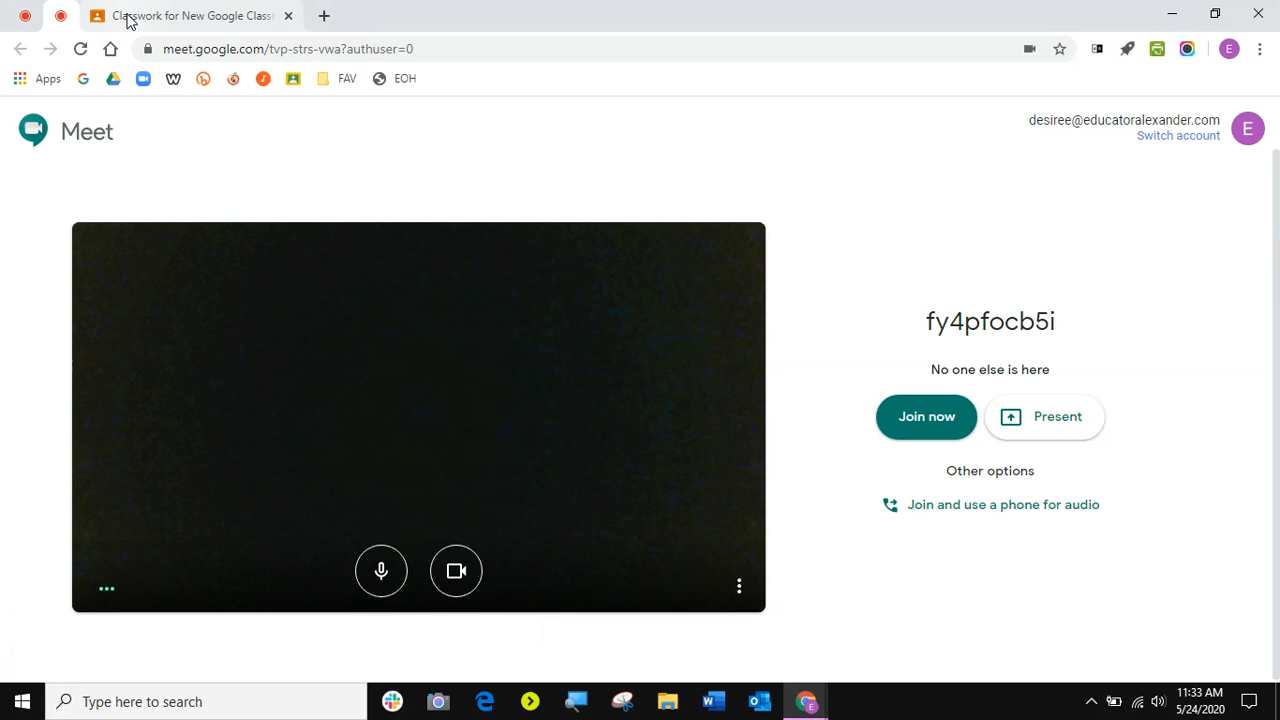 Classwork for New Google Classr
meet.google.com/tvp-strs-vwa?authuser=0
E
Apps
FAV
EOH
Meet
desiree@educatoralexander.com
Switch account
E
fy4pfocb5i
No one else is here
Join now
Present
Other options
Join and use a phone for audio
Type here to search
11:33 AM
5/24/2020